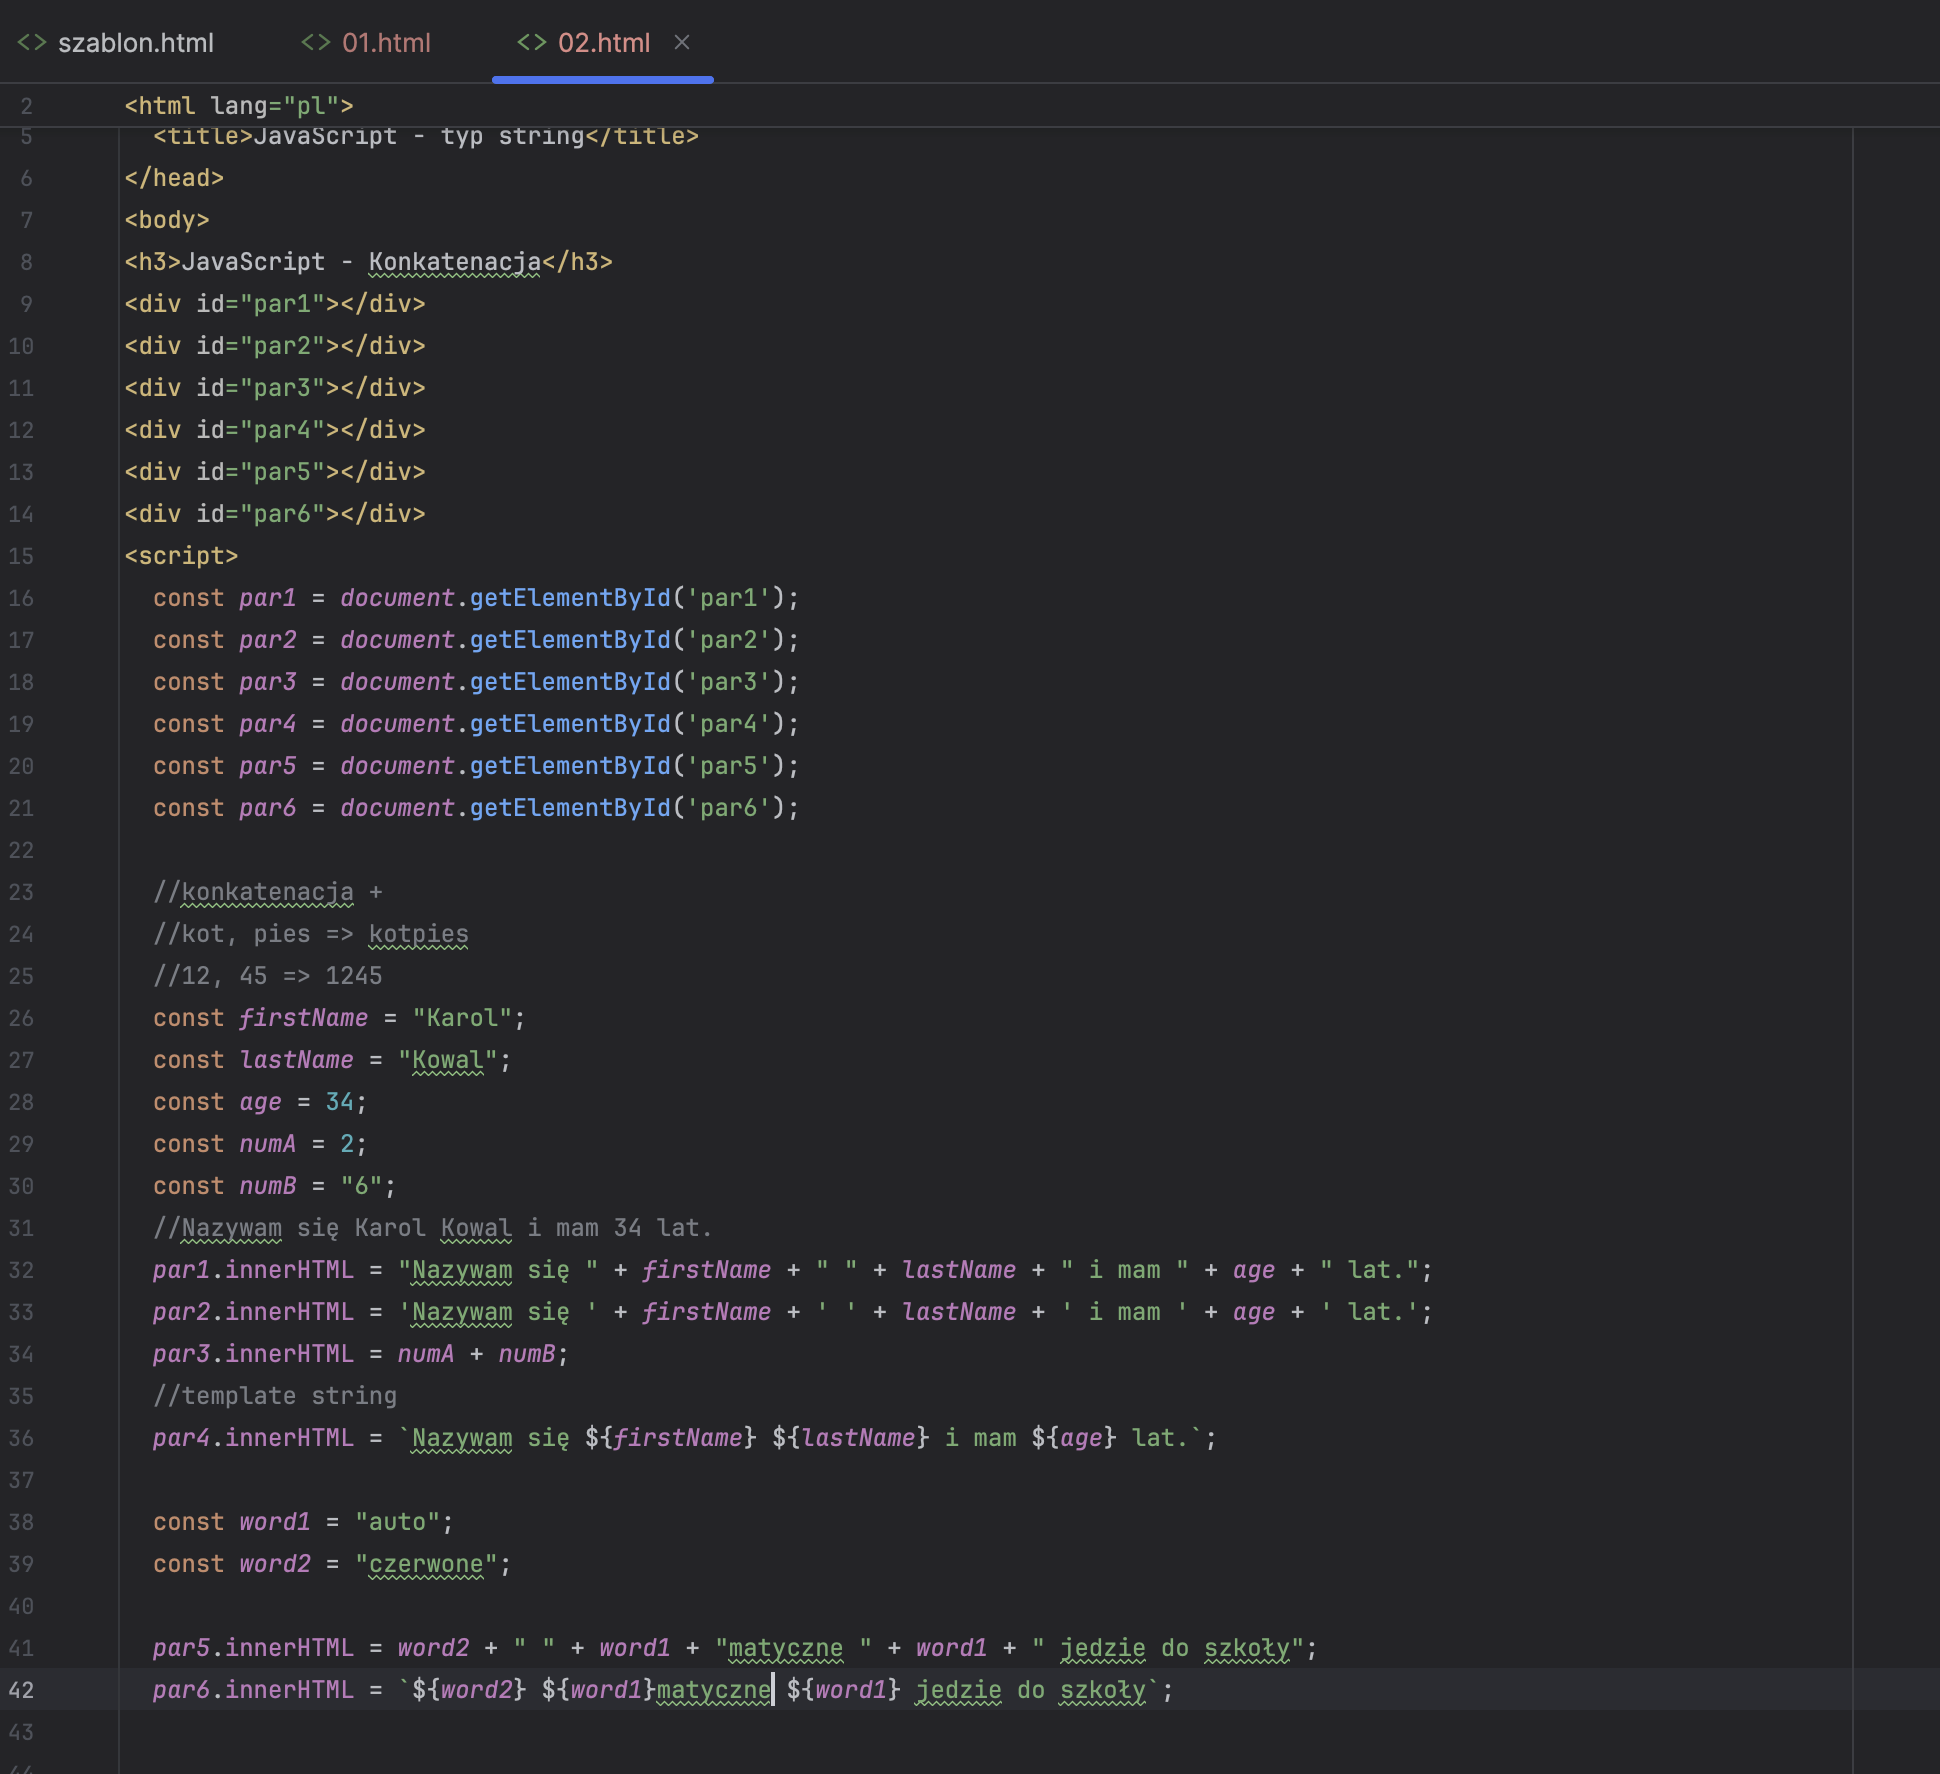 <> szablon.html <> 01.html <> 02.html ×
2 <html lang="pl">
5 <title>JavaScript - typ string</title>
6 </head>
7 <body>
8 <h3>JavaScript - Konkatenacja</h3>
9 <div id="par1"></div>
10 <div id="par2"></div>
11 <div id="par3"></div>
12 <div id="par4"></div>
13 <div id="par5"></div>
14 <div id="par6"></div>
15 <script>
16 const par1 = document.getElementById('par1');
17 const par2 = document.getElementById('par2');
18 const par3 = document.getElementById('par3');
19 const par4 = document.getElementById('par4');
20 const par5 = document.getElementById('par5');
21 const par6 = document.getElementById('par6');
22
23 //konkatenacja +
24 //kot, pies => kotpies
25 //12, 45 => 1245
26 const firstName = "Karol";
27 const lastName = "Kowal";
28 const age = 34;
29 const numA = 2;
30 const numB = "6";
31 //Nazywam się Karol Kowal i mam 34 lat.
32 par1.innerHTML = "Nazywam się " + firstName + " " + lastName + " i mam " + age + " lat.";
33 par2.innerHTML = 'Nazywam się ' + firstName + ' ' + lastName + ' i mam ' + age + ' lat.';
34 par3.innerHTML = numA + numB;
35 //template string
36 par4.innerHTML = `Nazywam się ${firstName} ${lastName} i mam ${age} lat.`;
37
38 const word1 = "auto";
39 const word2 = "czerwone";
40
41 par5.innerHTML = word2 + " " + word1 + "matyczne " + word1 + " jedzie do szkoły";
42 par6.innerHTML = `${word2} ${word1}matyczne ${word1} jedzie do szkoły`;
43
44